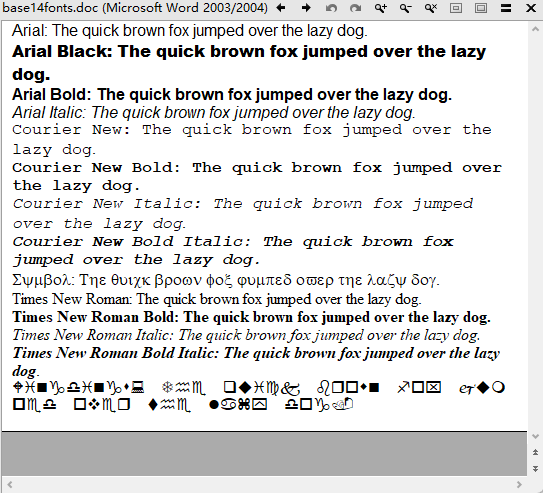 base14fonts.doc (Microsoft Word 2003/2004)
Arial: The quick brown fox jumped over the lazy dog.
Arial Black: The quick brown fox jumped over the lazy
dog.
Arial Bold: The quick brown fox jumped over the lazy dog.
Arial Italic: The quick brown fox jumped over the lazy dog.
Courier New: The quick brown fox jumped over the
lazy dog.
Courier New Bold: The quick brown fox jumped over
the lazy dog.
Courier New Italic: The quick brown fox jumped
over the lazy dog.
Courier New Bold Italic: The quick brown fox
jumped over the lazy dog.
Σψμβολ: Τηε θυιχκ βροων φοξ ϕυμπεδ οϖερ τηε λαζψ δογ.
Times New Roman: The quick brown fox jumped over the lazy dog.
Times New Roman Bold: The quick brown fox jumped over the lazy dog.
Times New Roman Italic: The quick brown fox jumped over the lazy dog.
Times New Roman Bold Italic: The quick brown fox jumped over the lazy
dog.